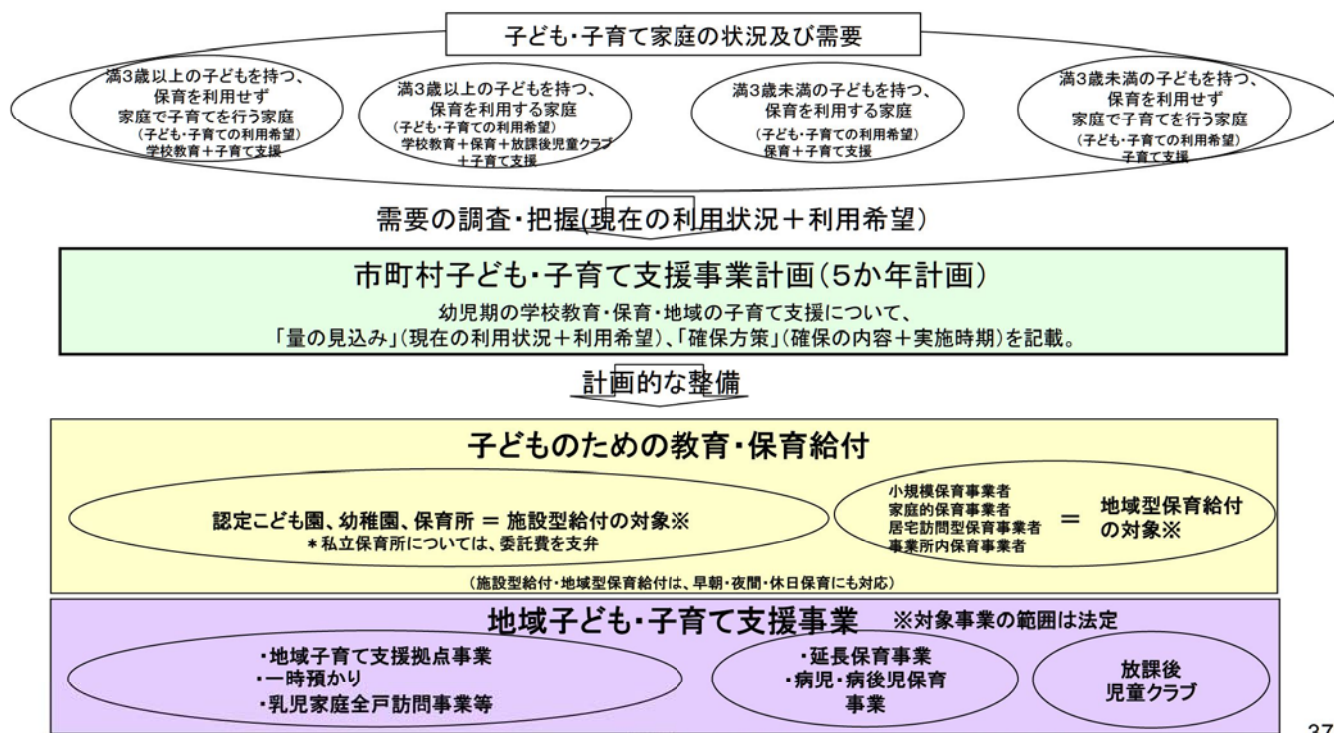 子ども・子育て家庭の状況及び需要
満3歳以上の子どもを持つ、
保育を利用せず
家庭で子育てを行う家庭
(子ども・子育ての利用希望)
学校教育+子育て支援
満3歳以上の子どもを持つ、
保育を利用する家庭
(子ども・子育ての利用希望)
学校教育+保育+放課後児童クラブ
+子育て支援
満3歳未満の子どもを持つ、
保育を利用する家庭
(子ども・子育ての利用希望)
保育+子育て支援
満3歳未満の子どもを持つ、
保育を利用せず
家庭で子育てを行う家庭
(子ども・子育ての利用希望)
子育て支援
需要の調査・把握(現在の利用状況+利用希望)
市町村子ども・子育て支援事業計画(5か年計画)
幼児期の学校教育・保育・地域の子育て支援について、
「量の見込み」(現在の利用状況+利用希望)、「確保方策」(確保の内容+実施時期)を記載。
計画的な整備
子どものための教育・保育給付
認定こども園、幼稚園、保育所 = 施設型給付の対象※
*私立保育所については、委託費を支弁
小規模保育事業者
家庭的保育事業者
居宅訪問型保育事業者
事業所内保育事業者
= 地域型保育給付
の対象※
(施設型給付・地域型保育給付は、早朝・夜間・休日保育にも対応)
地域子ども・子育て支援事業 ※対象事業の範囲は法定
・地域子育て支援拠点事業
・一時預かり
・乳児家庭全戸訪問事業等
・延長保育事業
・病児・病後児保育
事業
放課後
児童クラブ
37